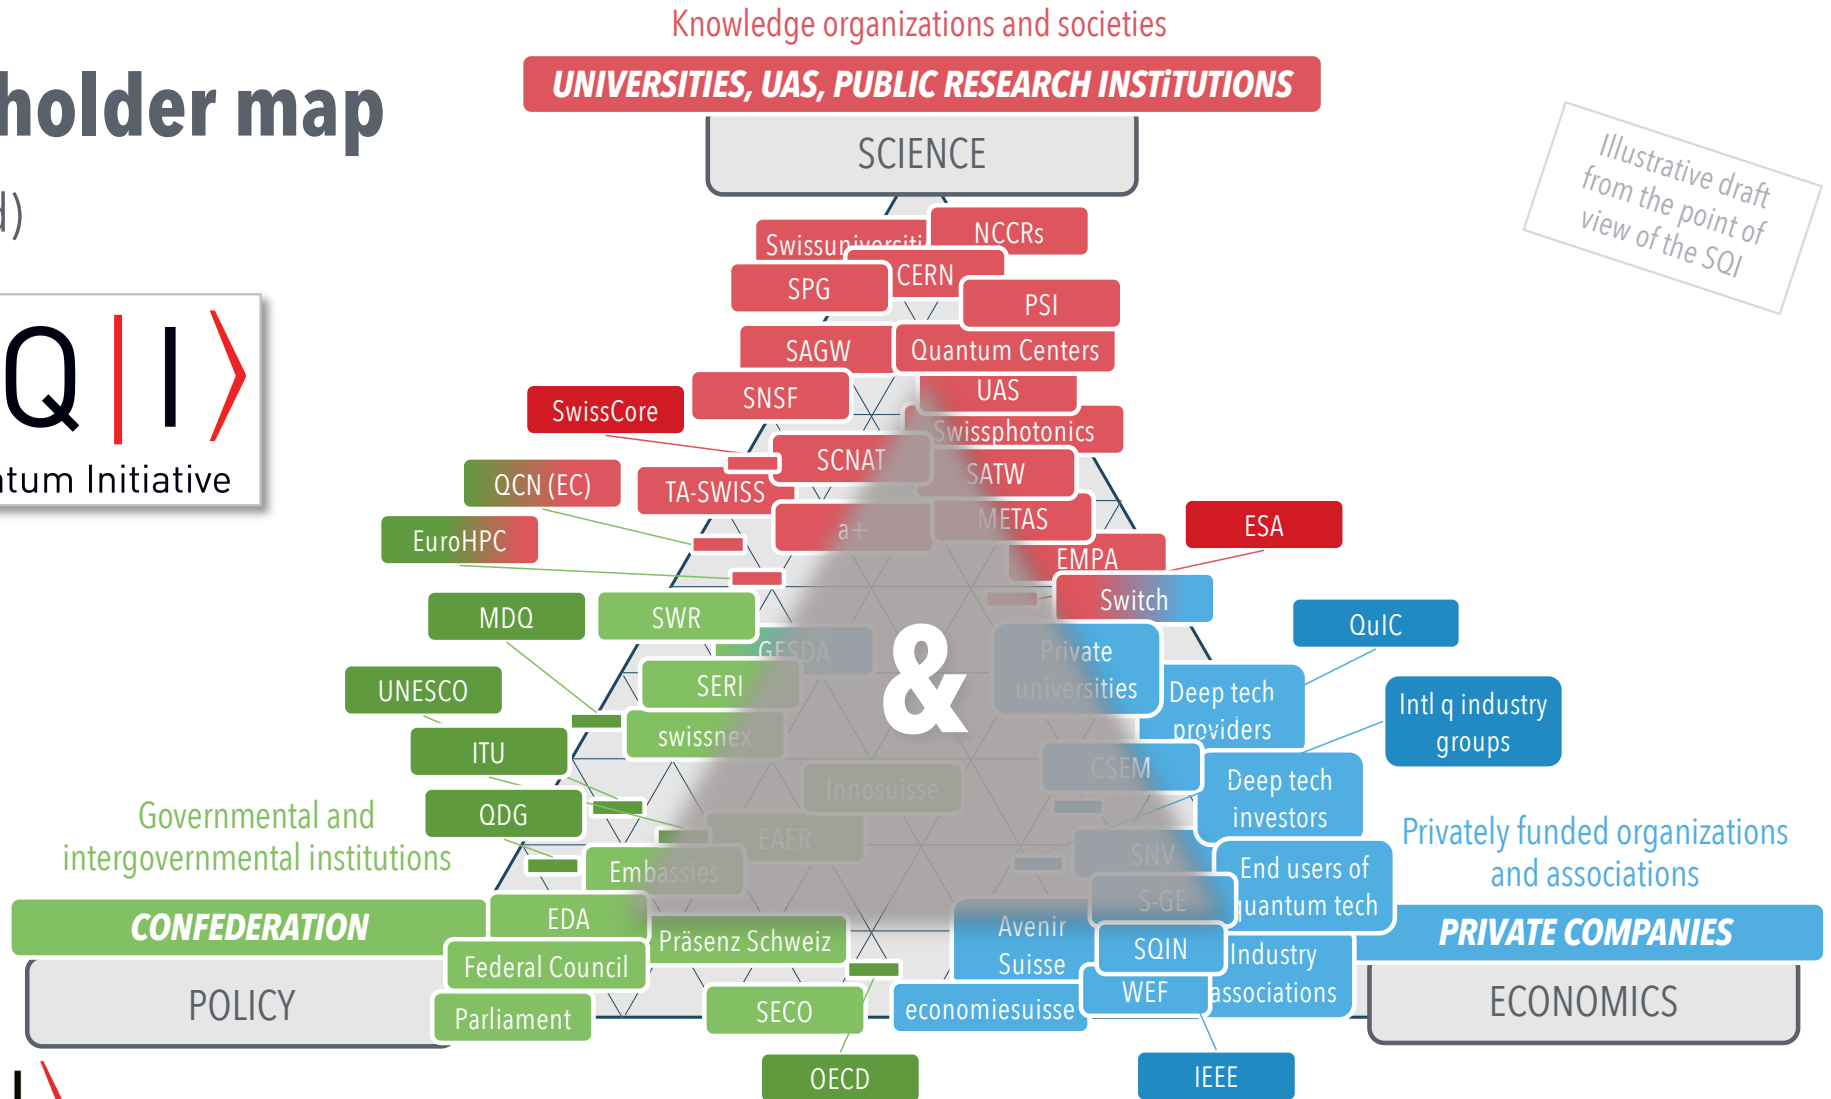 Knowledge organizations and societies
UNIVERSITIES, UAS, PUBLIC RESEARCH INSTiTUTIONS
holder map
SCIENCE
d)
Illustrative draft
from the point of
view of the SQI
Q|I⟩
ntum Initiative
Swissuniversiti
NCCRs
CERN
SPG
PSI
SAGW
Quantum Centers
UAS
SNSF
SwissCore
Swissphotonics
SCNAT
SATW
QCN (EC)
TA-SWISS
a+
METAS
ESA
EuroHPC
EMPA
Switch
MDQ
SWR
QuIC
GESDA
&
Private
universities
UNESCO
SERI
Deep tech
providers
Intl q industry
groups
ITU
swissnex
CSEM
Innosuisse
Deep tech
investors
QDG
Governmental and
intergovernmental institutions
EAER
SNV
Privately funded organizations
and associations
Embassies
End users of
quantum tech
S-GE
CONFEDERATION
EDA
Präsenz Schweiz
Avenir
Suisse
SQIN
Industry
associations
PRIVATE COMPANIES
Federal Council
POLICY
Parliament
SECO
economiesuisse
WEF
ECONOMICS
OECD
IEEE
I⟩